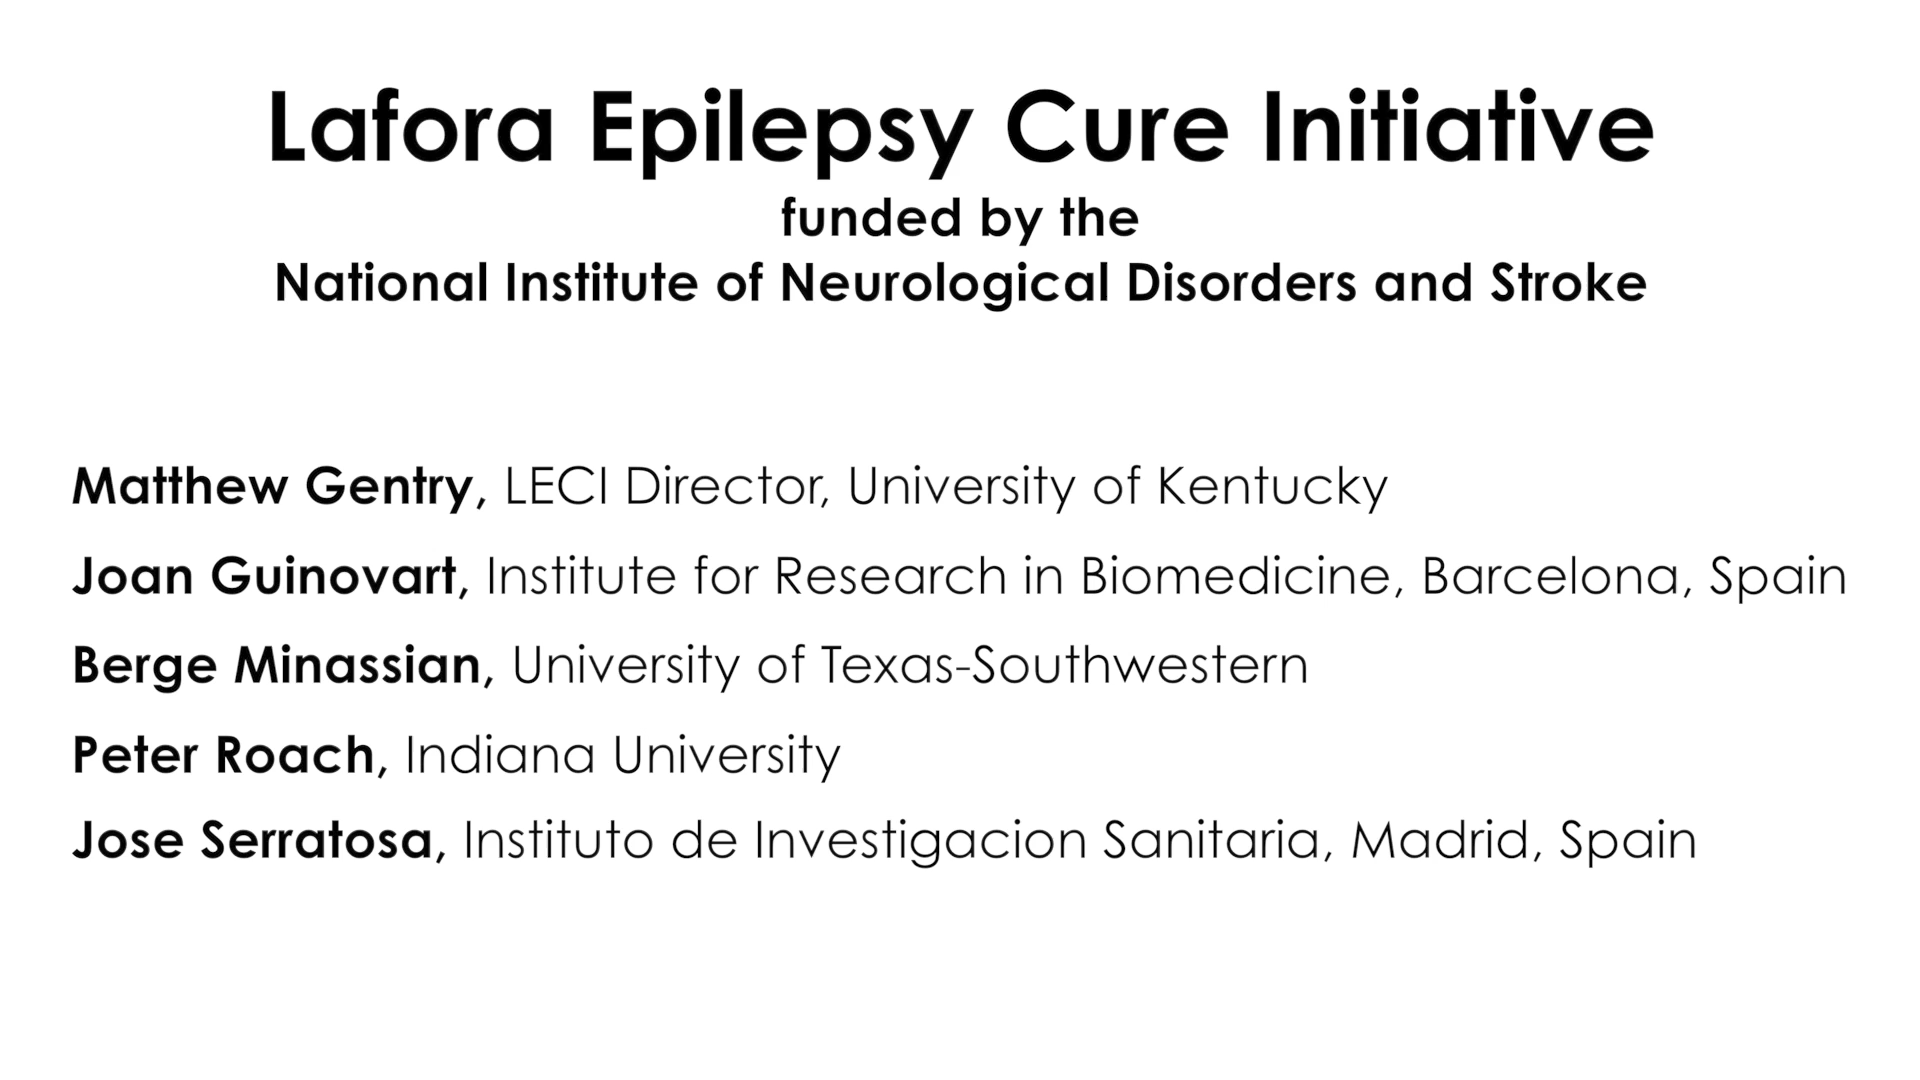 Lafora Epilepsy Cure Initiative
funded by the
National Institute of Neurological Disorders and Stroke
Matthew Gentry, LECI Director, University of Kentucky
Joan Guinovart, Institute for Research in Biomedicine, Barcelona, Spain
Berge Minassian, University of Texas-Southwestern
Peter Roach, Indiana University
Jose Serratosa, Instituto de Investigacion Sanitaria, Madrid, Spain